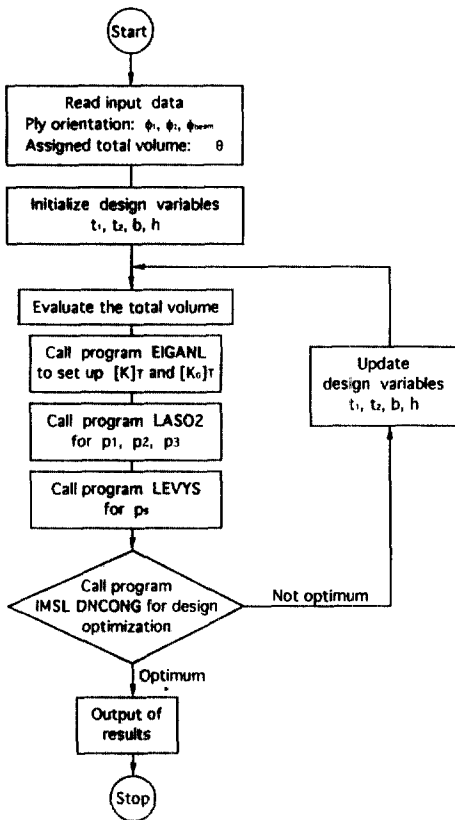 Start
Read input data
Ply orientation: ϕ₁, ϕ₂, ϕbeam
Assigned total volume: θ
Initialize design variables
t₁, t₂, b, h
Evaluate the total volume
Call program EIGANL
to set up [K]T and [KG]T
Call program LASO2
for p1, p2, p3
Call program LEVYS
for ps
Call program
IMSL DNCONG for design
optimization
Not optimum
Update
design variables
t₁, t₂, b, h
Optimum
Output of
results
Stop